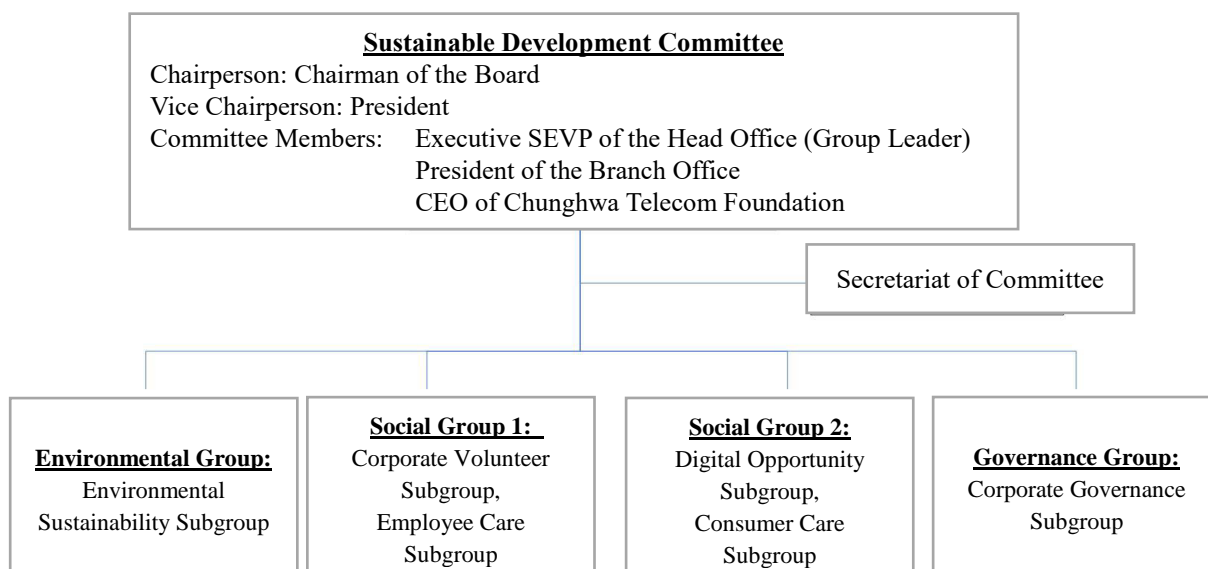 Sustainable Development Committee
Chairperson: Chairman of the Board
Vice Chairperson: President
Committee Members: Executive SEVP of the Head Office (Group Leader)
President of the Branch Office
CEO of Chunghwa Telecom Foundation
Secretariat of Committee
Environmental Group:
Environmental
Sustainability Subgroup
Social Group 1:
Corporate Volunteer
Subgroup,
Employee Care
Subgroup
Social Group 2:
Digital Opportunity
Subgroup,
Consumer Care
Subgroup
Governance Group:
Corporate Governance
Subgroup